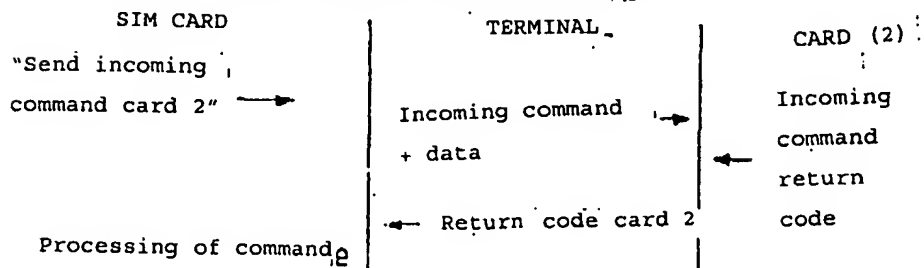 SIM CARD
TERMINAL
CARD (2)
"Send incoming
command card 2"
Incoming command
+ data
Incoming
command
return
code
Return code card 2
Processing of command